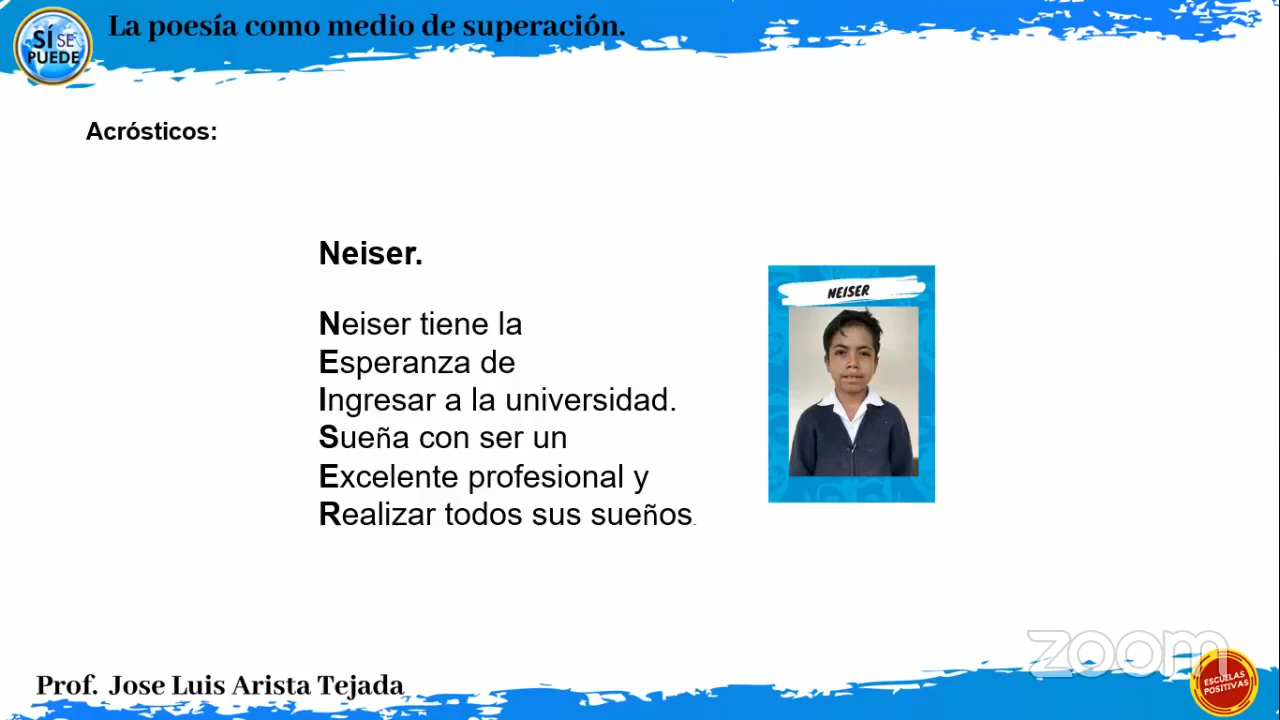 SÍ SE
PUEDE
La poesía como medio de superación.
Acrósticos:
Neiser.
Neiser tiene la
Esperanza de
Ingresar a la universidad.
Sueña con ser un
Excelente profesional y
Realizar todos sus sueños.
NEISER
Prof. Jose Luis Arista Tejada
zoom
ESCUELAS
POSITIVAS